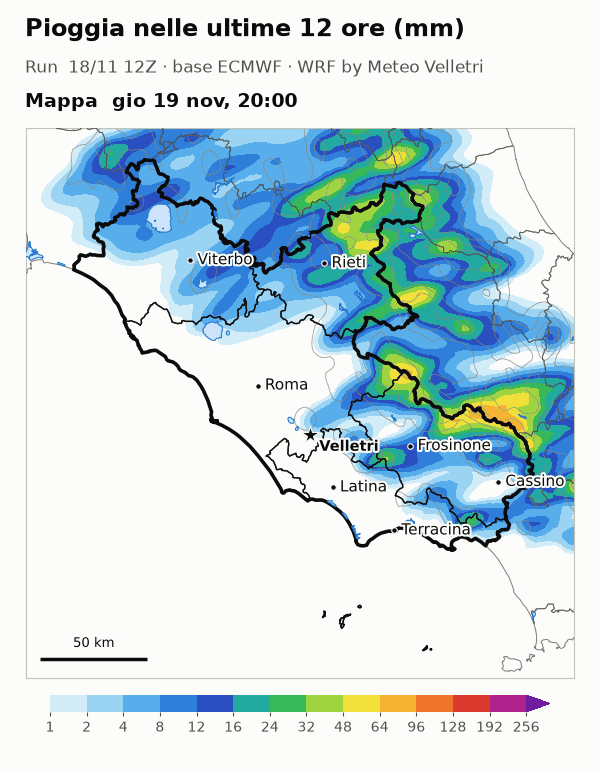 Pioggia nelle ultime 12 ore (mm)
Run  18/11 12Z · base ECMWF · WRF by Meteo Velletri
Mappa  gio 19 nov, 20:00
Viterbo
Rieti
Roma
Velletri
Frosinone
Cassino
Latina
Terracina
50 km
1 2 4 8 12 16 24 32 48 64 96 128 192 256